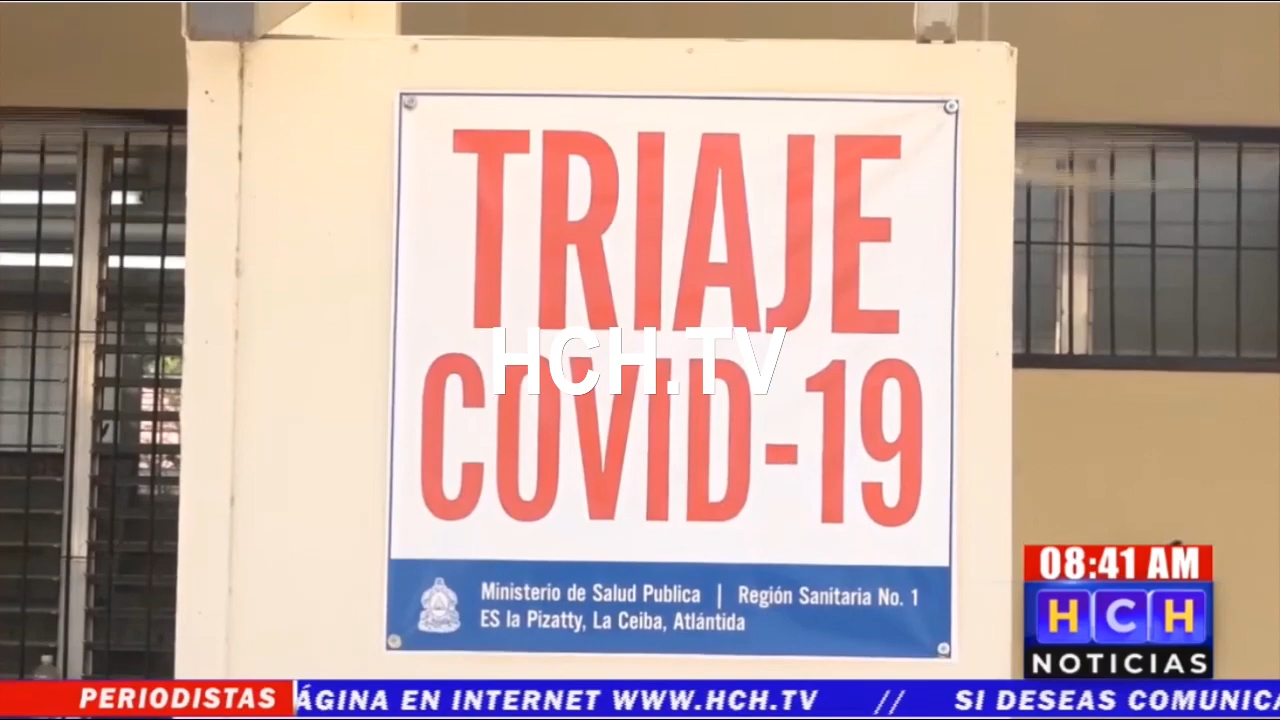 TRIAJE
HCH.TV
COVID-19
Ministerio de Salud Publica | Región Sanitaria No. 1
ES la Pizatty, La Ceiba, Atlántida
08:41 AM
HCH
NOTICIAS
PERIODISTAS ÁGINA EN INTERNET WWW.HCH.TV // SI DESEAS COMUNICA